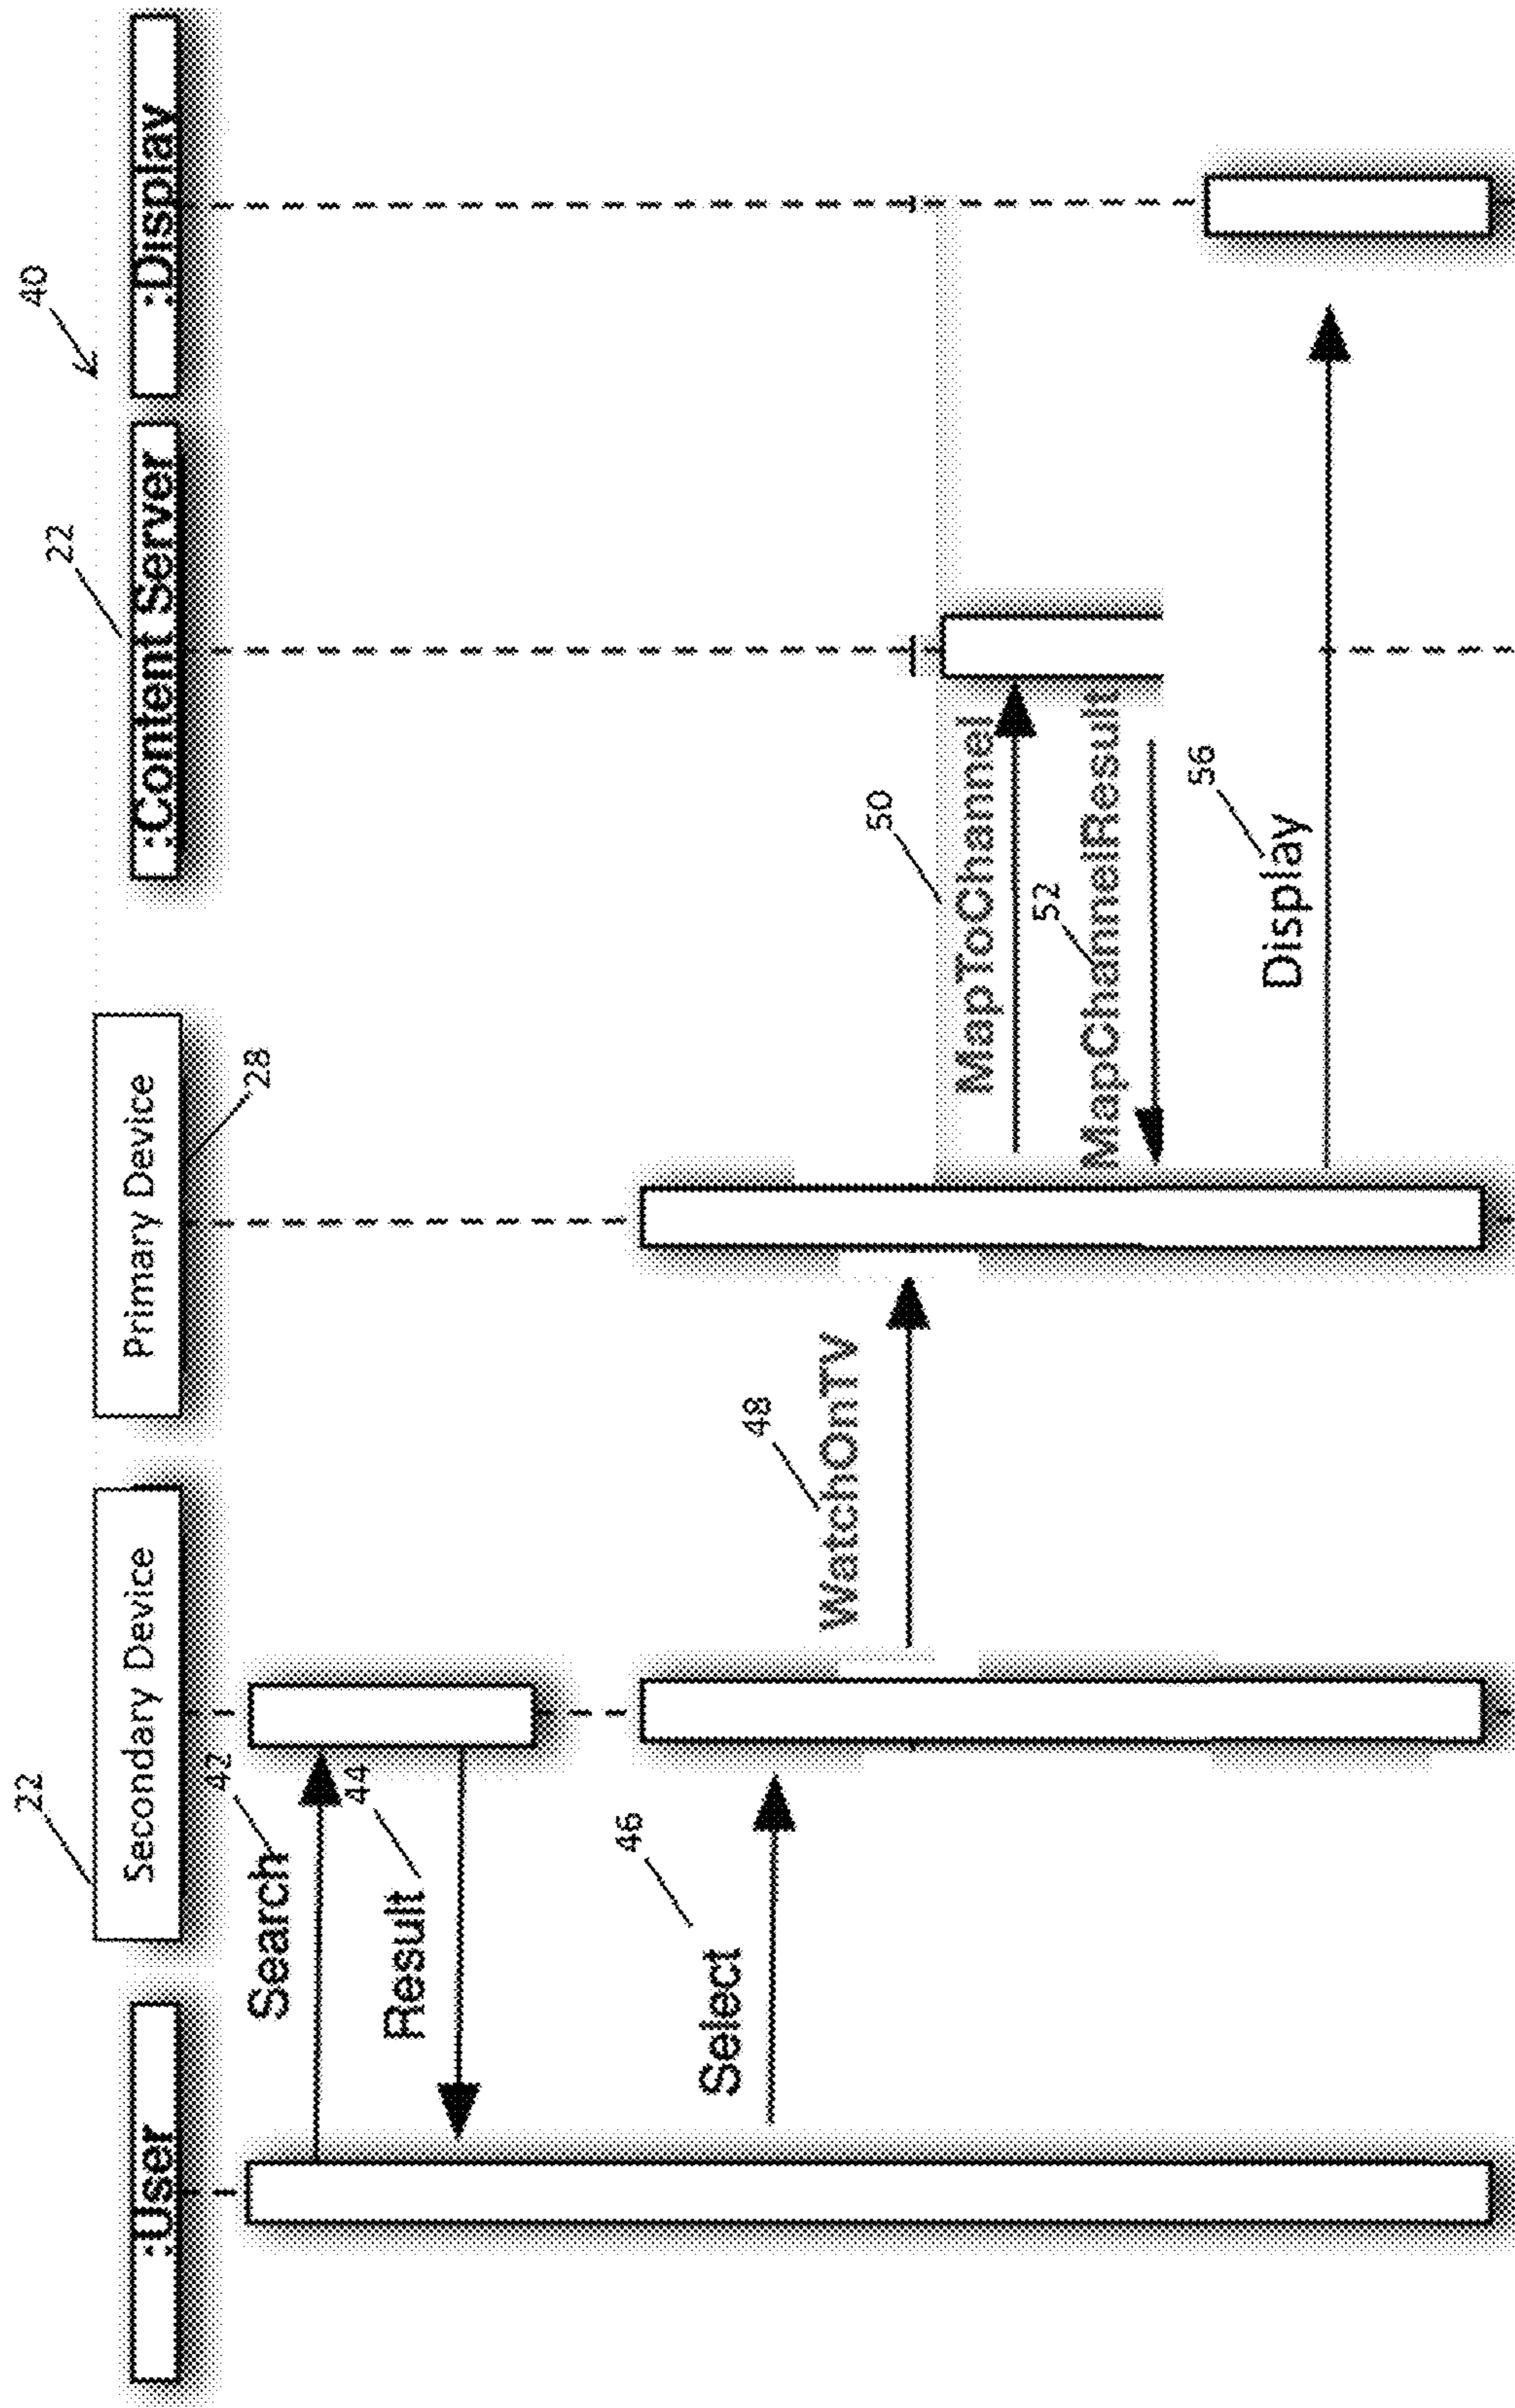 40
22
22
:User
Secondary Device
Primary Device
:Content Server
:Display
28
42
Search
44
Result
46
Select
48
WatchOnTV
50
MapToChannel
52
MapChannelResult
56
Display